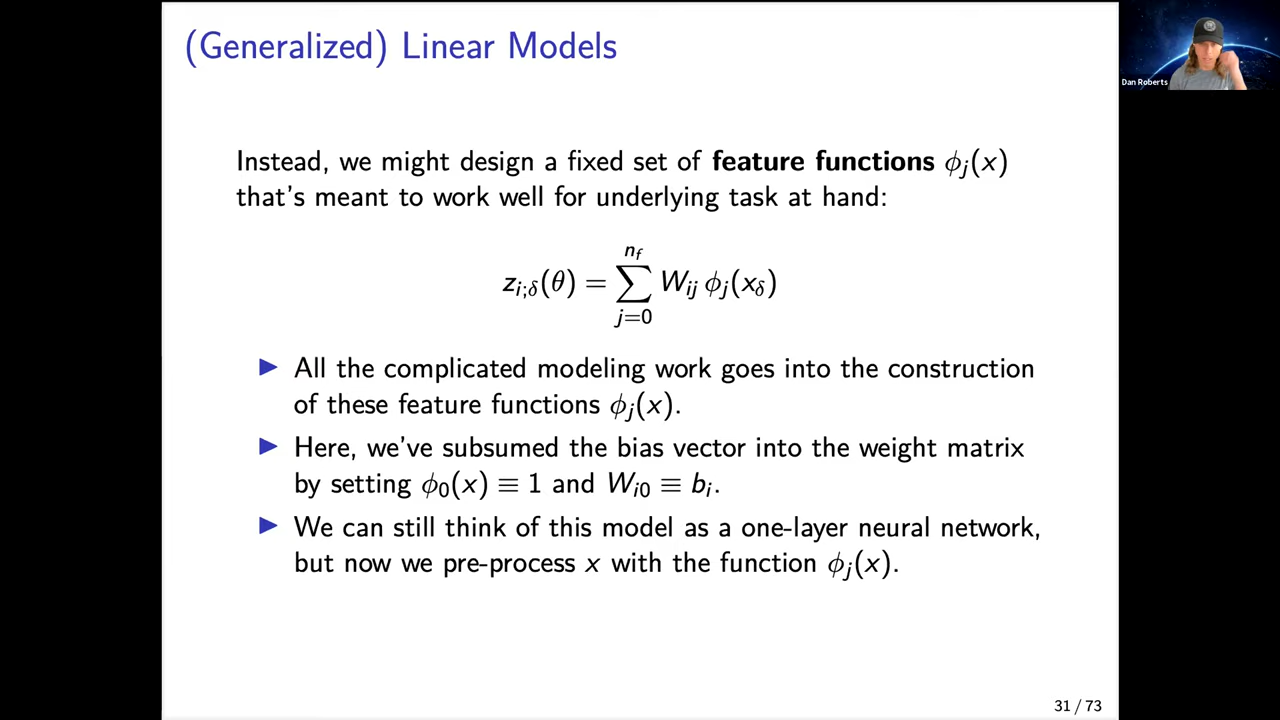 (Generalized) Linear Models
Dan Roberts
Instead, we might design a fixed set of feature functions ϕj(x)
that's meant to work well for underlying task at hand:
z_{i;δ}(θ) = ∑_{j=0}^{n_f} W_{ij} ϕ_j(x_δ)
▶ All the complicated modeling work goes into the construction
of these feature functions ϕ_j(x).
▶ Here, we've subsumed the bias vector into the weight matrix
by setting ϕ_0(x) ≡ 1 and W_{i0} ≡ b_i.
▶ We can still think of this model as a one-layer neural network,
but now we pre-process x with the function ϕ_j(x).
31 / 73